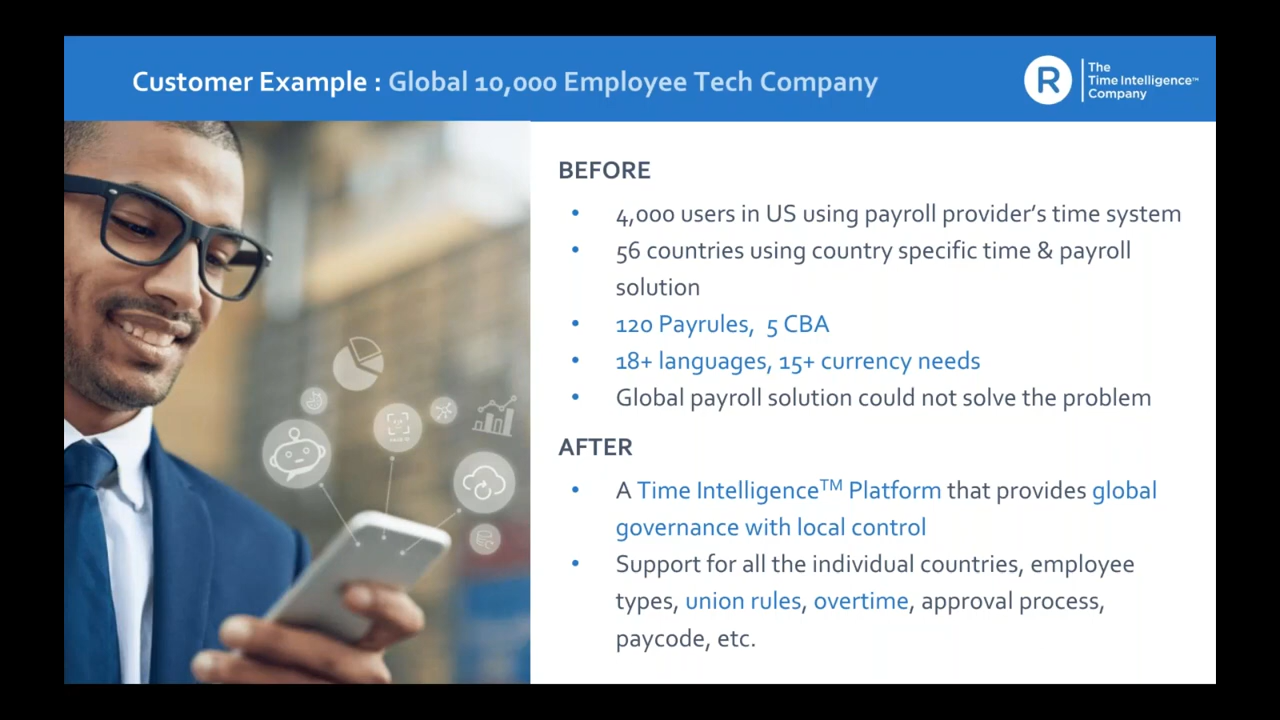 Customer Example : Global 10,000 Employee Tech Company
R
The
Time Intelligence™
Company
BEFORE
• 4,000 users in US using payroll provider’s time system
• 56 countries using country specific time & payroll
solution
• 120 Payrules,  5 CBA
• 18+ languages, 15+ currency needs
• Global payroll solution could not solve the problem
AFTER
• A Time Intelligence™ Platform that provides global
governance with local control
• Support for all the individual countries, employee
types, union rules, overtime, approval process,
paycode, etc.